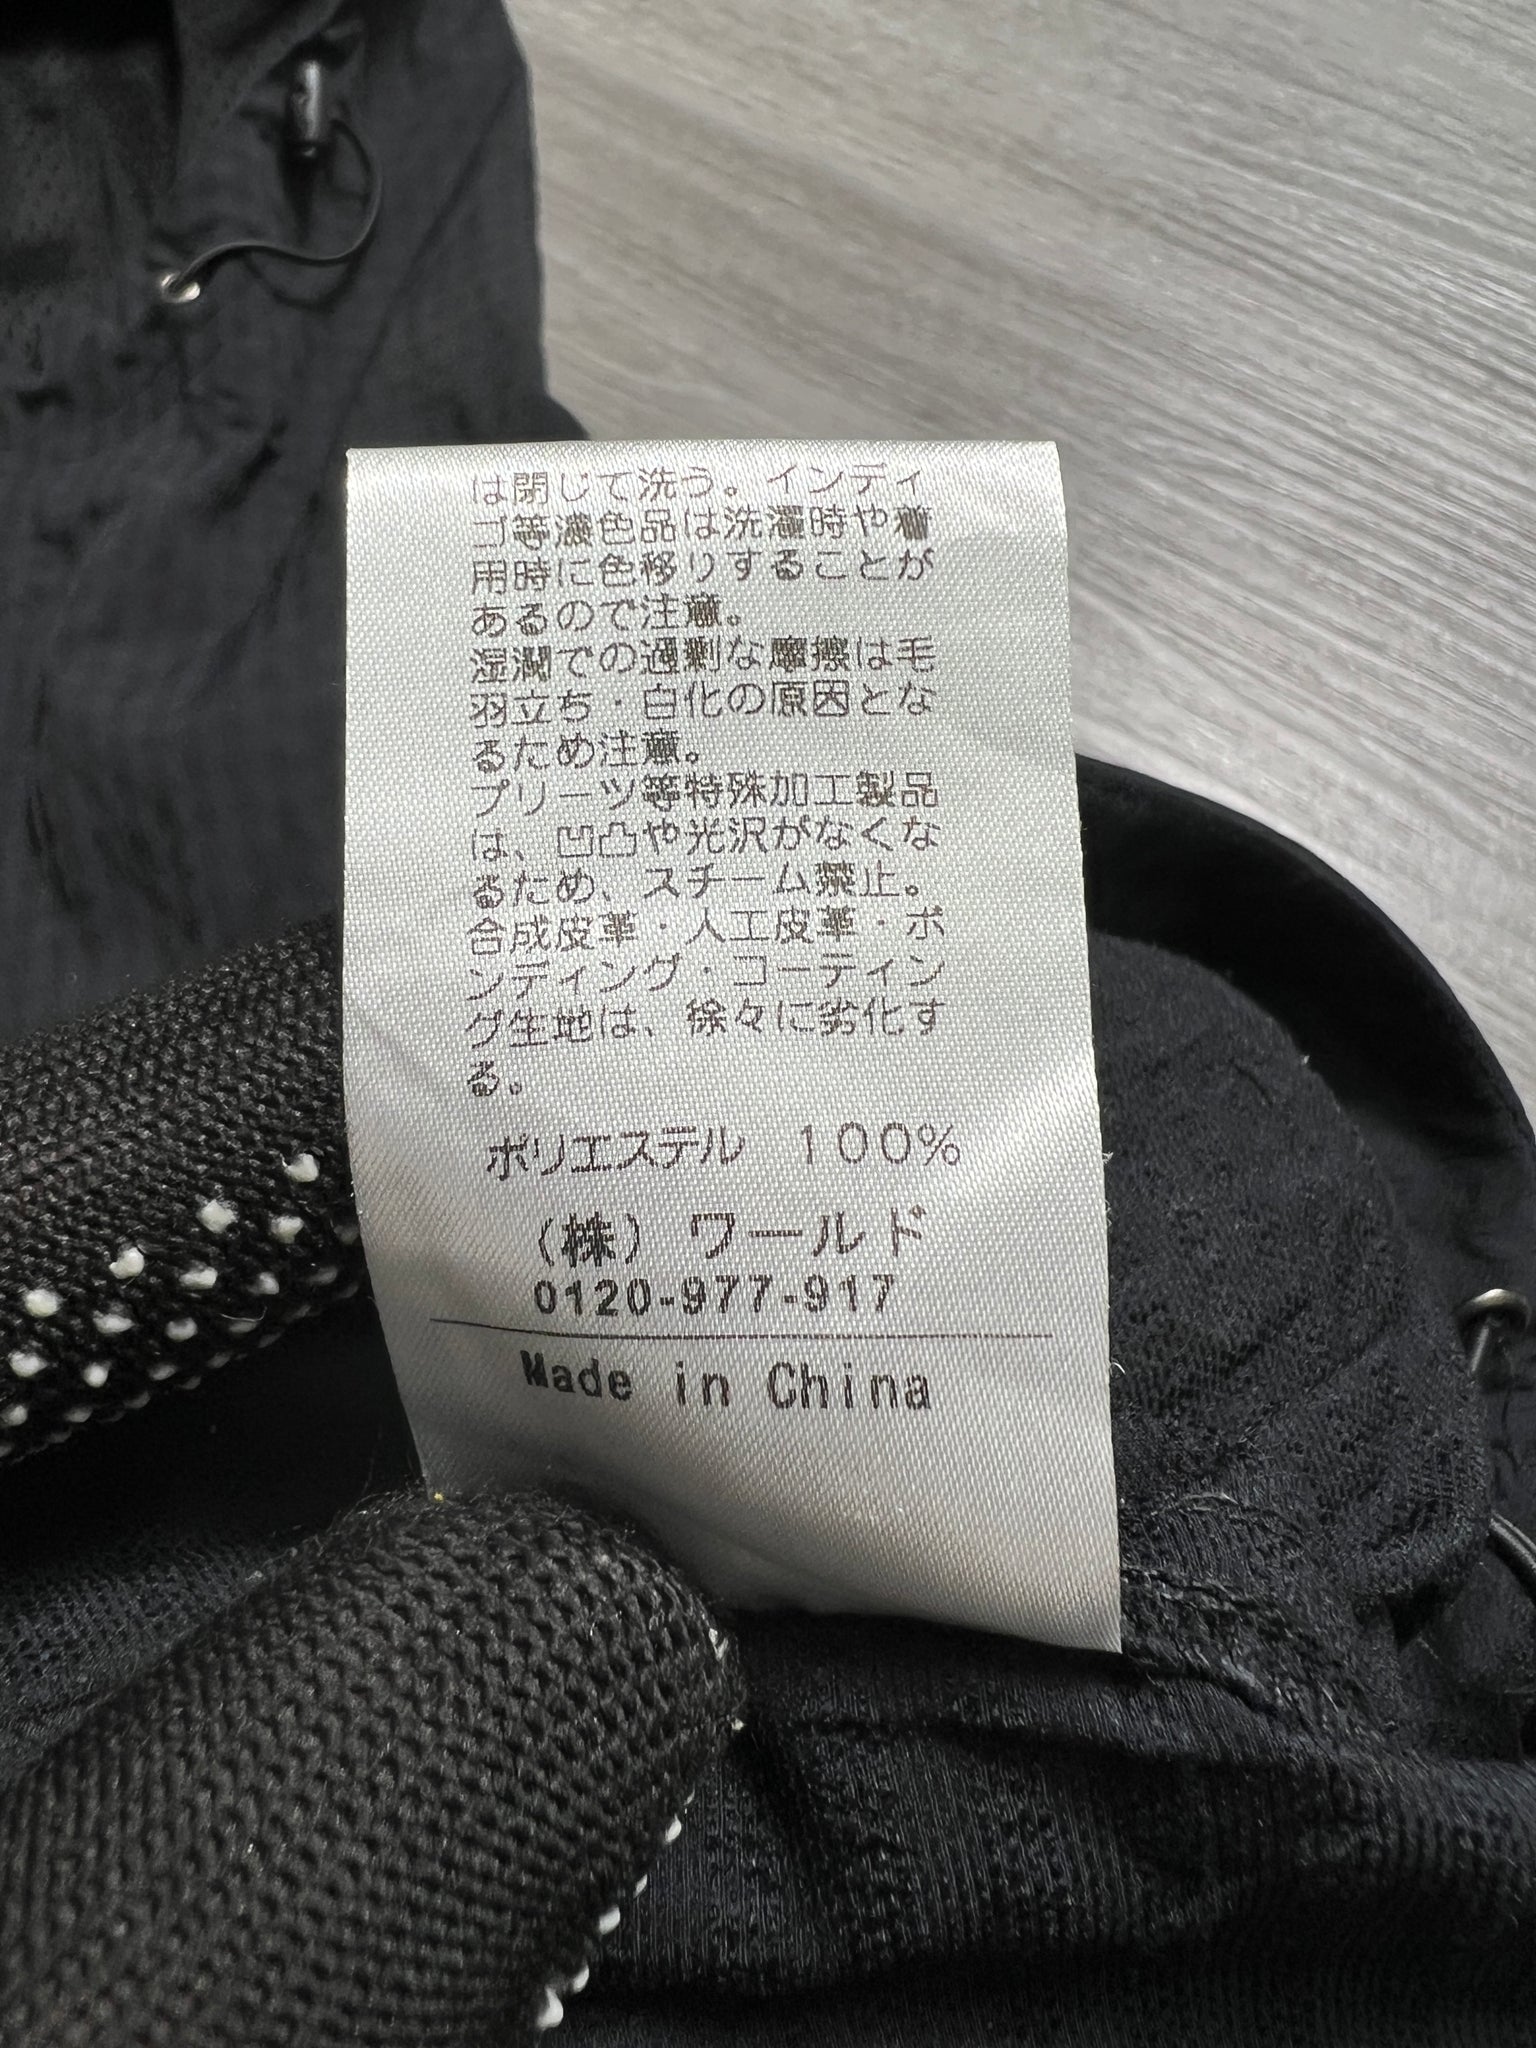 は閉じて洗う。インディ
ゴ等濃色品は洗濯時や着
用時に色移りすることが
あるので注意。
湿潤での過剰な摩擦は毛
羽立ち・白化の原因とな
るため注意。
プリーツ等特殊加工製品
は、凹凸や光沢がなくな
るため、スチーム禁止。
合成皮革・人工皮革・ボ
ンディング・コーティン
グ生地は、徐々に劣化す
る。
ポリエステル 100%
(株) ワールド
0120-977-917
Made in China